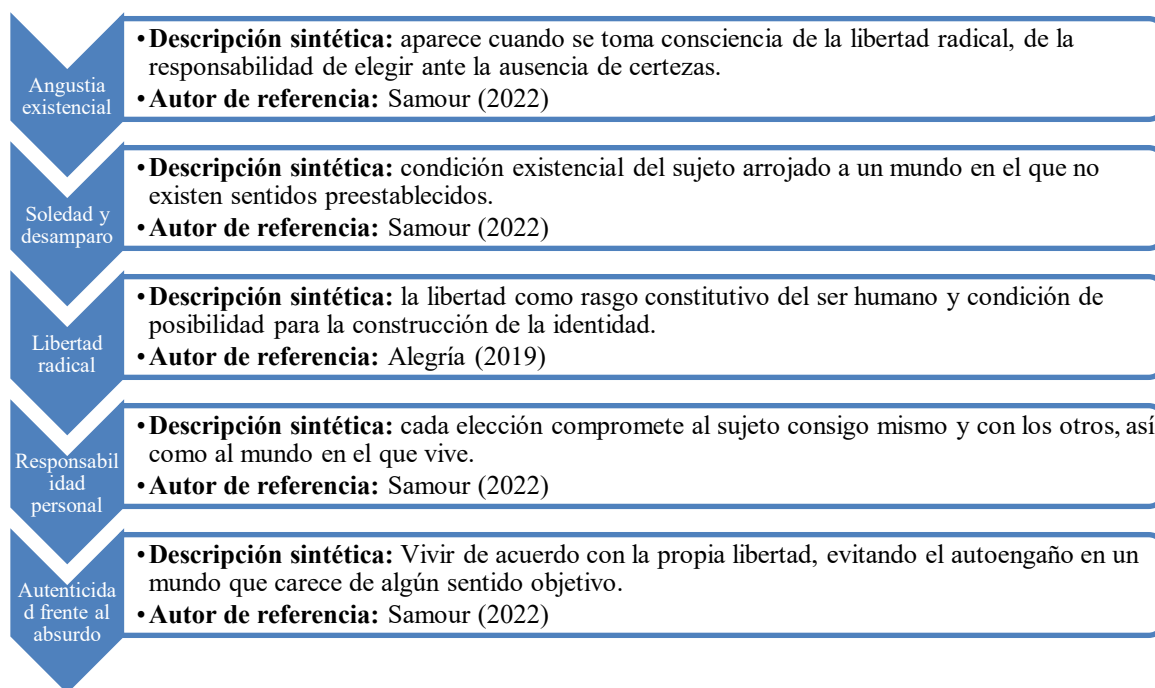 Angustia
existencial
•Descripción sintética: aparece cuando se toma consciencia de la libertad radical, de la
responsabilidad de elegir ante la ausencia de certezas.
•Autor de referencia: Samour (2022)
Soledad y
desamparo
•Descripción sintética: condición existencial del sujeto arrojado a un mundo en el que no
existen sentidos preestablecidos.
•Autor de referencia: Samour (2022)
Libertad
radical
•Descripción sintética: la libertad como rasgo constitutivo del ser humano y condición de
posibilidad para la construcción de la identidad.
•Autor de referencia: Alegría (2019)
Responsabil
idad
personal
•Descripción sintética: cada elección compromete al sujeto consigo mismo y con los otros, así
como al mundo en el que vive.
•Autor de referencia: Samour (2022)
Autenticida
d frente al
absurdo
•Descripción sintética: Vivir de acuerdo con la propia libertad, evitando el autoengaño en un
mundo que carece de algún sentido objetivo.
•Autor de referencia: Samour (2022)